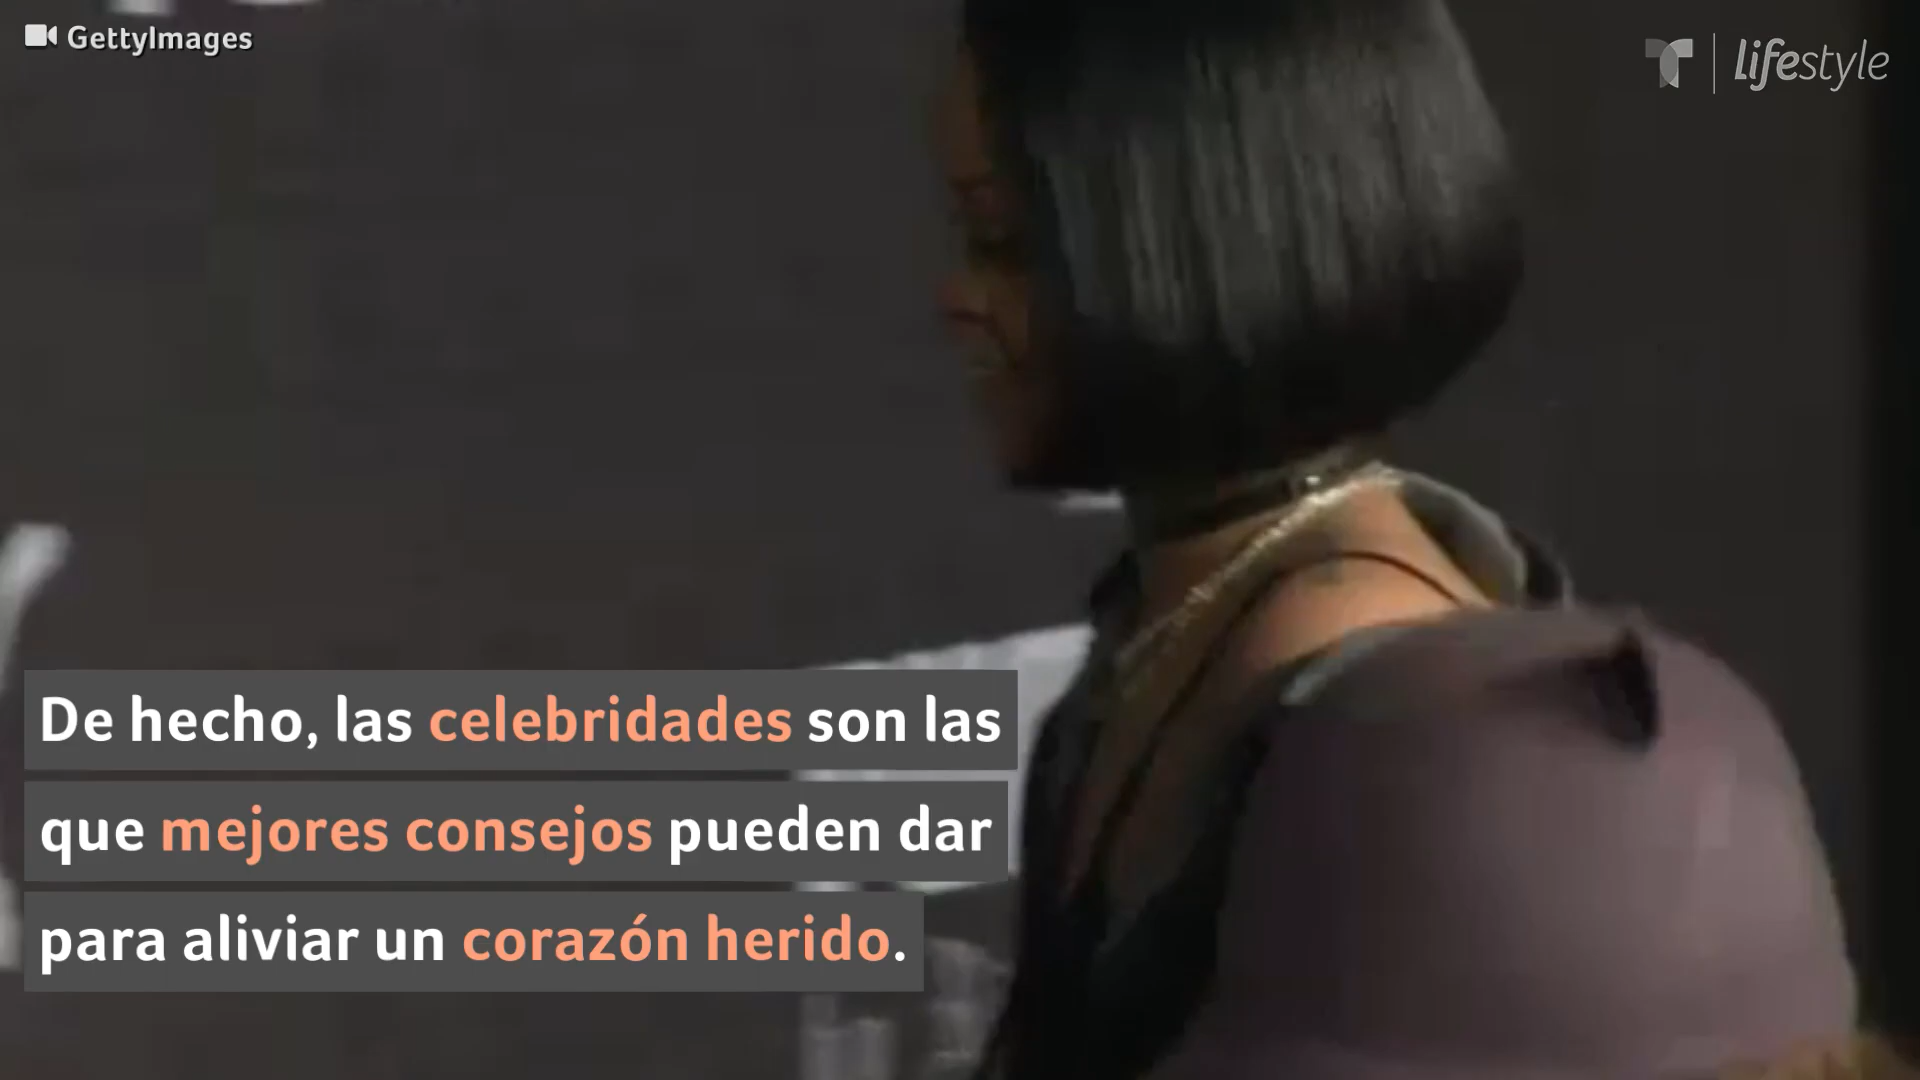 GettyImages
lifestyle
De hecho, las celebridades son las
que mejores consejos pueden dar
para aliviar un corazón herido.